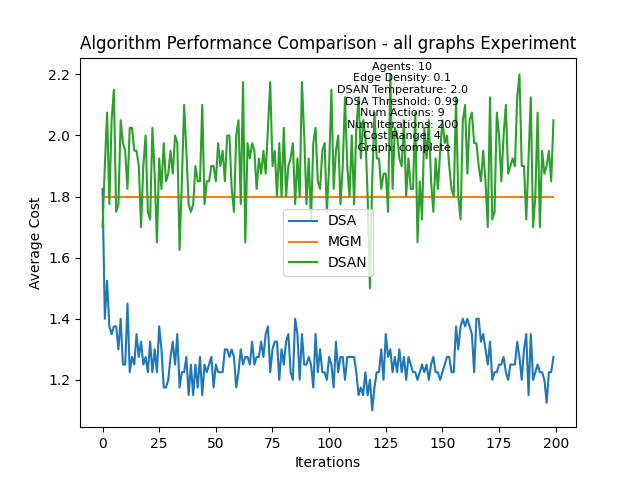 Algorithm Performance Comparison - all graphs Experiment
Agents: 10
Edge Density: 0.1
DSAN Temperature: 2.0
DSA Threshold: 0.99
Num Actions: 9
Num Iterations: 200
Cost Range: 4
Graph: complete
2.2
2.0
1.8
1.6
1.4
1.2
Average Cost
DSA
MGM
DSAN
0 25 50 75 100 125 150 175 200
Iterations